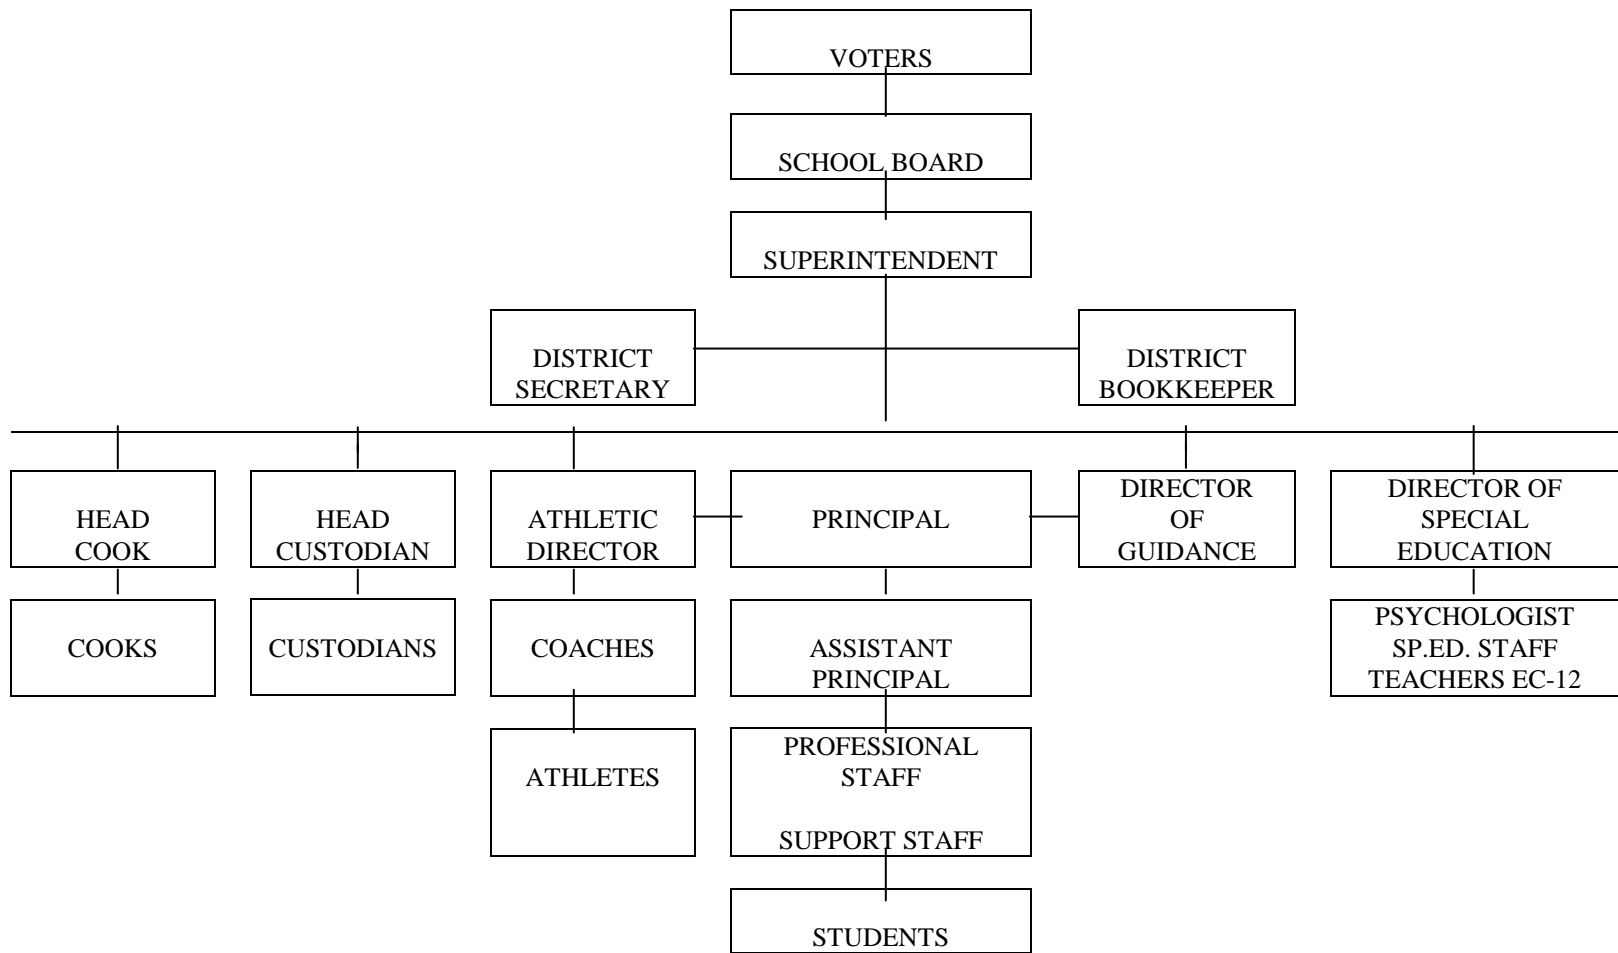 VOTERS
SCHOOL BOARD
SUPERINTENDENT
DISTRICT
SECRETARY
DISTRICT
BOOKKEEPER
HEAD
COOK
HEAD
CUSTODIAN
ATHLETIC
DIRECTOR
PRINCIPAL
DIRECTOR
OF
GUIDANCE
DIRECTOR OF
SPECIAL
EDUCATION
COOKS
CUSTODIANS
COACHES
ASSISTANT
PRINCIPAL
PSYCHOLOGIST
SP.ED. STAFF
TEACHERS EC-12
ATHLETES
PROFESSIONAL
STAFF
SUPPORT STAFF
STUDENTS